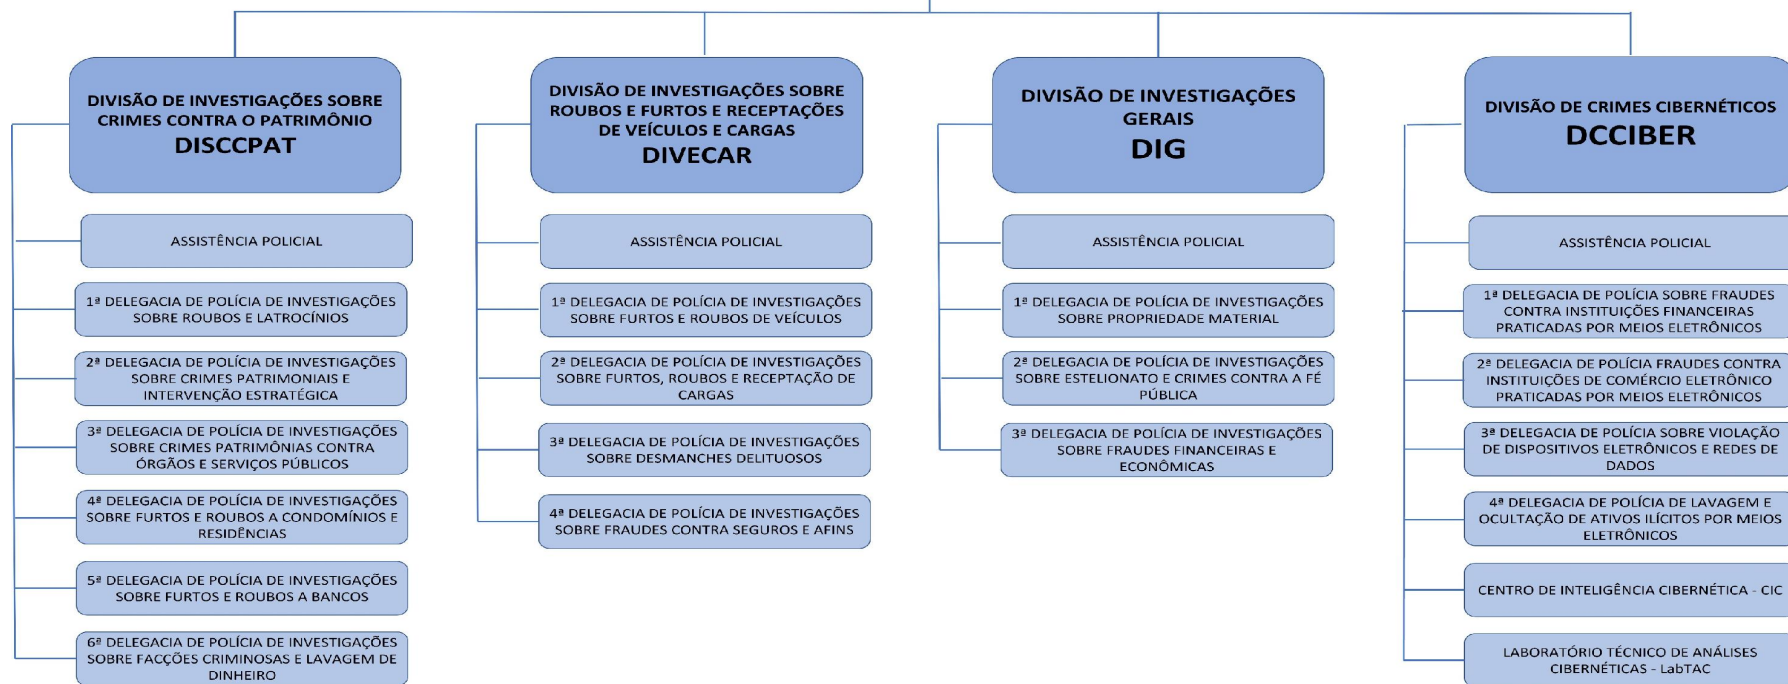 DIVISÃO DE INVESTIGAÇÕES SOBRE
CRIMES CONTRA O PATRIMÔNIO
DISCCPAT
ASSISTÊNCIA POLICIAL
1ª DELEGACIA DE POLÍCIA DE INVESTIGAÇÕES
SOBRE ROUBOS E LATROCÍNIOS
2ª DELEGACIA DE POLÍCIA DE INVESTIGAÇÕES
SOBRE CRIMES PATRIMONIAIS E
INTERVENÇÃO ESTRATÉGICA
3ª DELEGACIA DE POLÍCIA DE INVESTIGAÇÕES
SOBRE CRIMES PATRIMÔNIAS CONTRA
ÓRGÃOS E SERVIÇOS PÚBLICOS
4ª DELEGACIA DE POLÍCIA DE INVESTIGAÇÕES
SOBRE FURTOS E ROUBOS A CONDOMÍNIOS E
RESIDÊNCIAS
5ª DELEGACIA DE POLÍCIA DE INVESTIGAÇÕES
SOBRE FURTOS E ROUBOS A BANCOS
6ª DELEGACIA DE POLÍCIA DE INVESTIGAÇÕES
SOBRE FACÇÕES CRIMINOSAS E LAVAGEM DE
DINHEIRO
DIVISÃO DE INVESTIGAÇÕES SOBRE
ROUBOS E FURTOS E RECEPTAÇÕES
DE VEÍCULOS E CARGAS
DIVECAR
ASSISTÊNCIA POLICIAL
1ª DELEGACIA DE POLÍCIA DE INVESTIGAÇÕES
SOBRE FURTOS E ROUBOS DE VEÍCULOS
2ª DELEGACIA DE POLÍCIA DE INVESTIGAÇÕES
SOBRE FURTOS, ROUBOS E RECEPTAÇÃO DE
CARGAS
3ª DELEGACIA DE POLÍCIA DE INVESTIGAÇÕES
SOBRE DESMANCHES DELITUOSOS
4ª DELEGACIA DE POLÍCIA DE INVESTIGAÇÕES
SOBRE FRAUDES CONTRA SEGUROS E AFINS
DIVISÃO DE INVESTIGAÇÕES
GERAIS
DIG
ASSISTÊNCIA POLICIAL
1ª DELEGACIA DE POLÍCIA DE INVESTIGAÇÕES
SOBRE PROPRIEDADE MATERIAL
2ª DELEGACIA DE POLÍCIA DE INVESTIGAÇÕES
SOBRE ESTELIONATO E CRIMES CONTRA A FÉ
PÚBLICA
3ª DELEGACIA DE POLÍCIA DE INVESTIGAÇÕES
SOBRE FRAUDES FINANCEIRAS E
ECONÔMICAS
DIVISÃO DE CRIMES CIBERNÉTICOS
DCCIBER
ASSISTÊNCIA POLICIAL
1ª DELEGACIA DE POLÍCIA SOBRE FRAUDES
CONTRA INSTITUIÇÕES FINANCEIRAS
PRATICADAS POR MEIOS ELETRÔNICOS
2ª DELEGACIA DE POLÍCIA FRAUDES CONTRA
INSTITUIÇÕES DE COMÉRCIO ELETRÔNICO
PRATICADAS POR MEIOS ELETRÔNICOS
3ª DELEGACIA DE POLÍCIA SOBRE VIOLAÇÃO
DE DISPOSITIVOS ELETRÔNICOS E REDES DE
DADOS
4ª DELEGACIA DE POLÍCIA DE LAVAGEM E
OCULTAÇÃO DE ATIVOS ILÍCITOS POR MEIOS
ELETRÔNICOS
CENTRO DE INTELIGÊNCIA CIBERNÉTICA - CIC
LABORATÓRIO TÉCNICO DE ANÁLISES
CIBERNÉTICAS - LabTAC